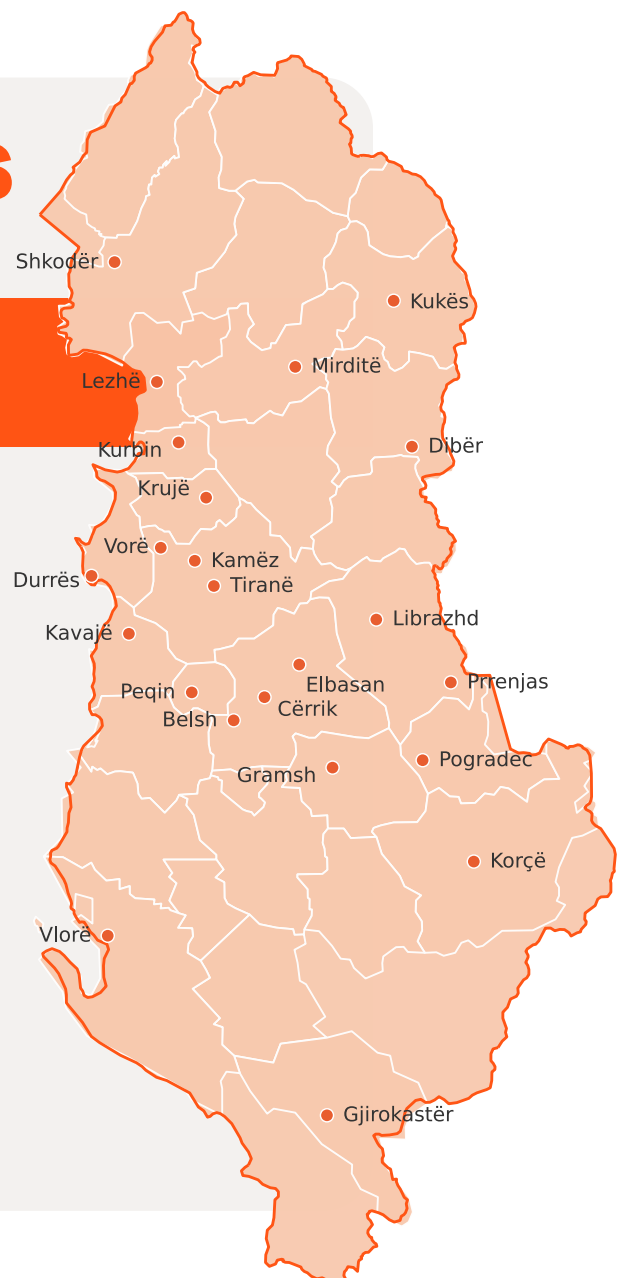 s
Shkodër
Kukës
Mirditë
Lezhë
Dibër
Kurbin
Krujë
Vorë
Kamëz
Durrës
Tiranë
Librazhd
Kavajë
Prrenjas
Elbasan
Peqin
Cërrik
Belsh
Pogradec
Gramsh
Korçë
Vlorë
Gjirokastër